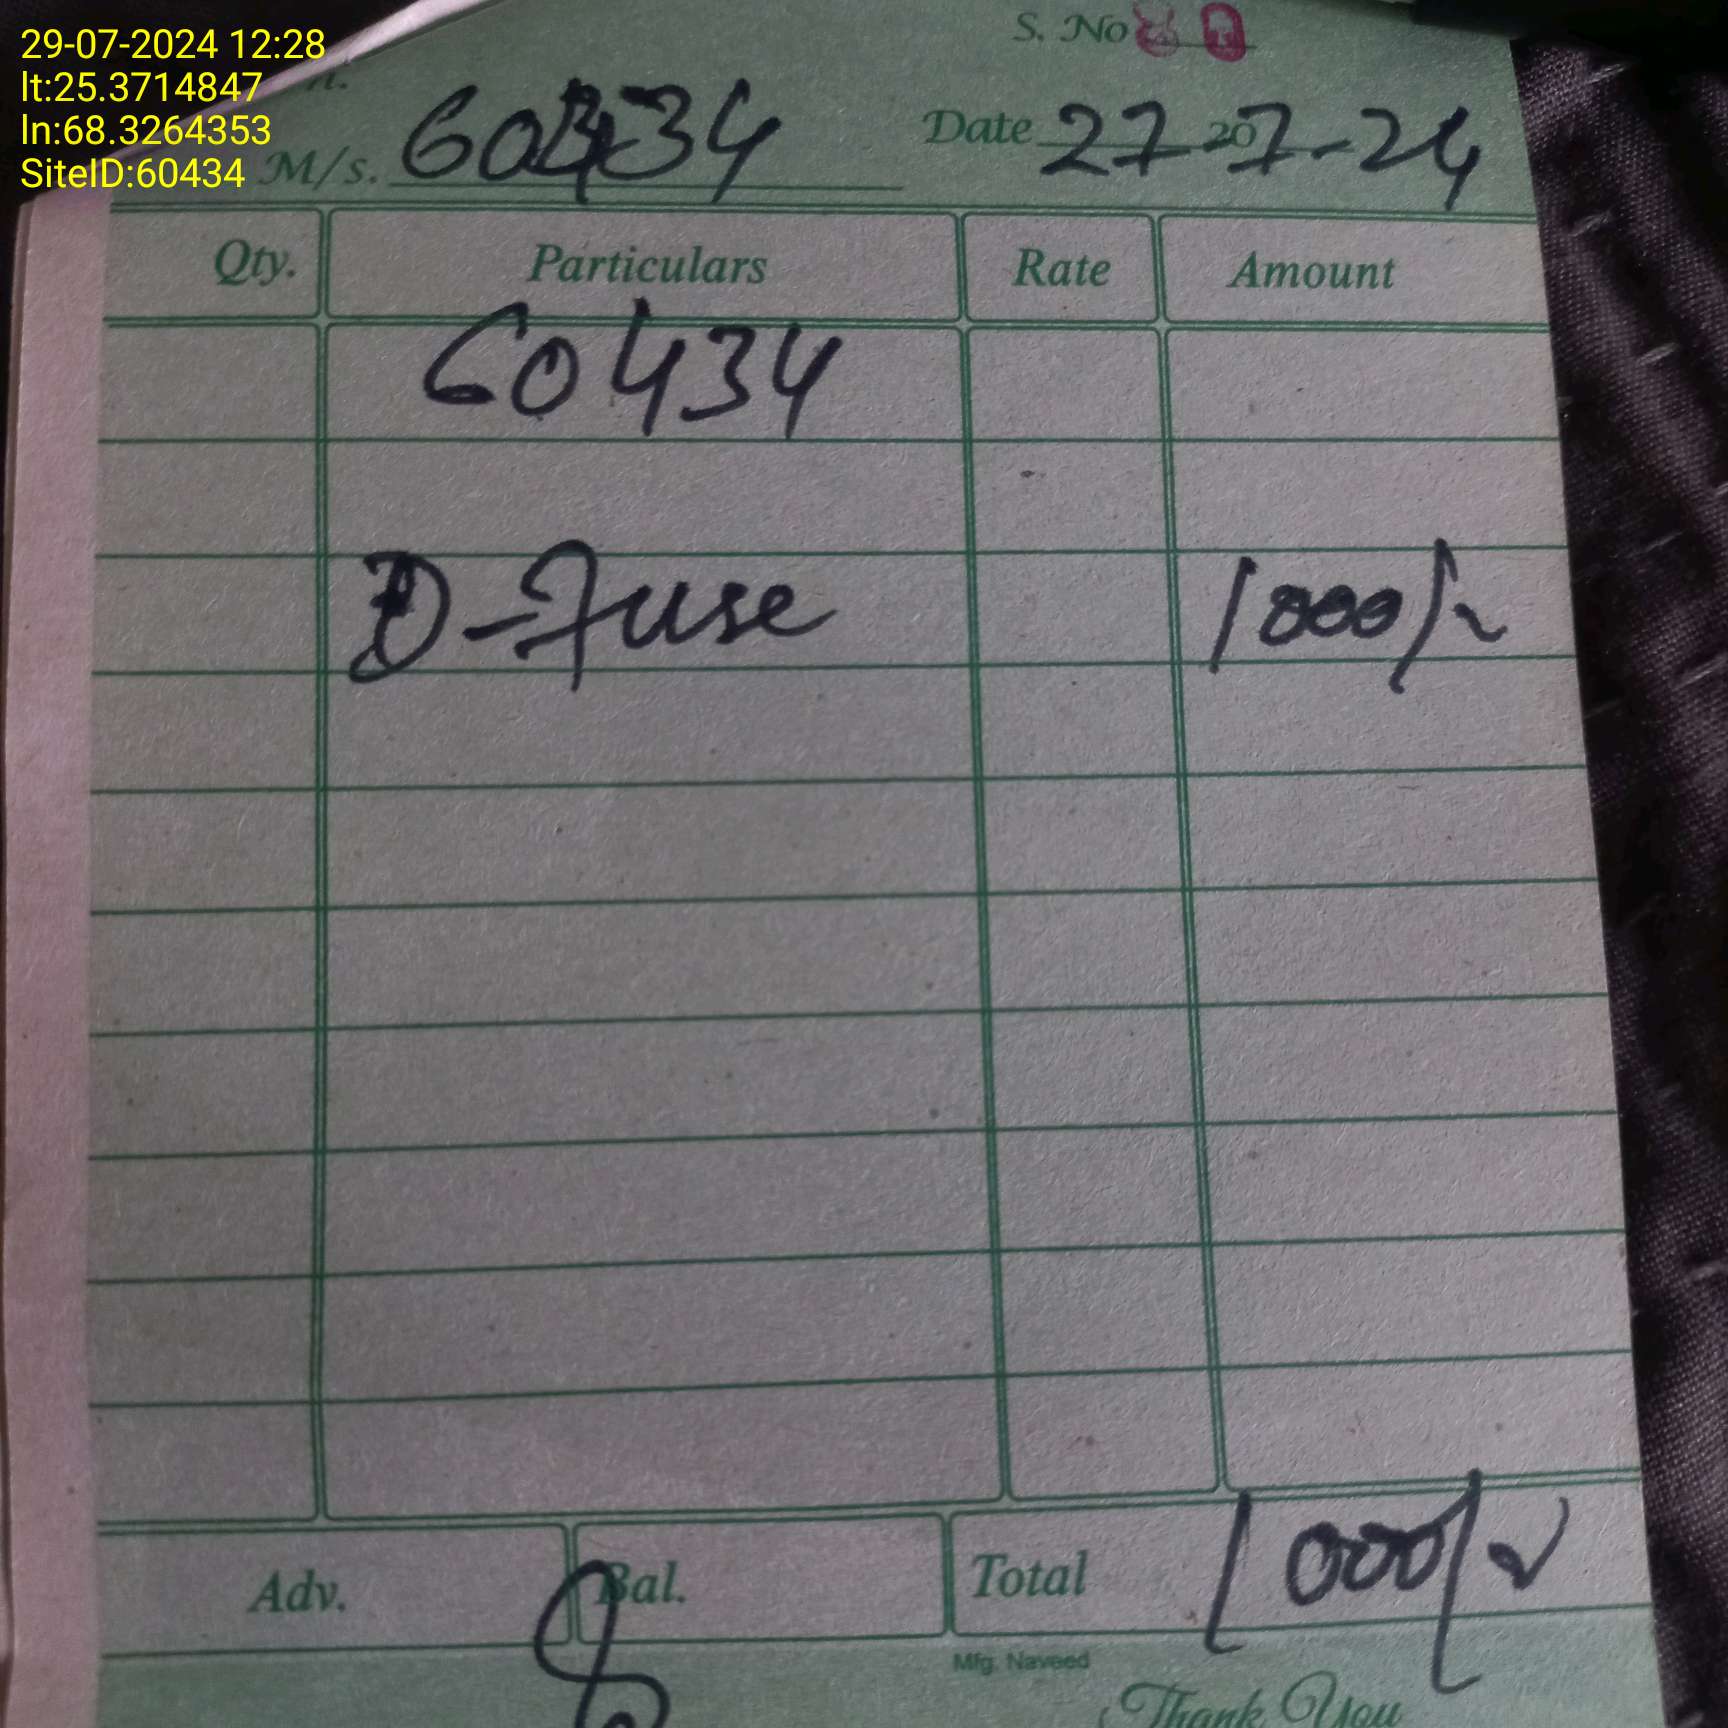 29-07-2024 12:28
lt:25.3714847
ln:68.3264353
SiteID:60434
S. No
M/s. 60434 Date 27-7-24
20
Qty. Particulars Rate Amount
60434
D-Fuse 1000/~
Adv. Bal. Total 1000/~
Mfg. Naveed
Thank You